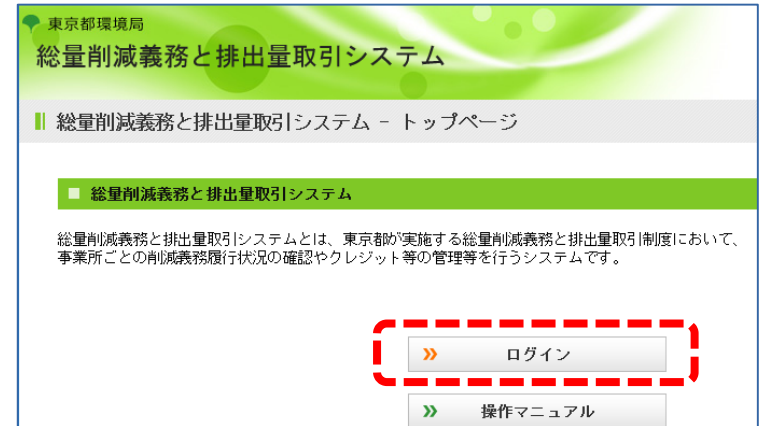 東京都環境局
総量削減義務と排出量取引システム
総量削減義務と排出量取引システム - トップページ
総量削減義務と排出量取引システム
総量削減義務と排出量取引システムとは、東京都が実施する総量削減義務と排出量取引制度において、
事業所ごとの削減義務履行状況の確認やクレジット等の管理等を行うシステムです。
ログイン
操作マニュアル